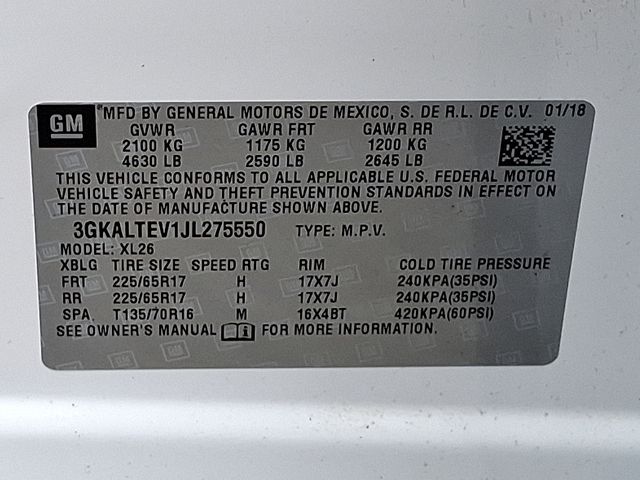 GM ®MFD BY GENERAL MOTORS DE MEXICO, S. DE R.L. DE C.V. 01/18
GVWR GAWR FRT GAWR RR
2100 KG 1175 KG 1200 KG
4630 LB 2590 LB 2645 LB
THIS VEHICLE CONFORMS TO ALL APPLICABLE U.S. FEDERAL MOTOR
VEHICLE SAFETY AND THEFT PREVENTION STANDARDS IN EFFECT ON
THE DATE OF MANUFACTURE SHOWN ABOVE.
3GKALTEV1JL275550 TYPE: M.P.V.
MODEL: XL26
XBLG TIRE SIZE SPEED RTG RIM COLD TIRE PRESSURE
FRT 225/65R17 H 17X7J 240KPA(35PSI)
RR 225/65R17 H 17X7J 240KPA(35PSI)
SPA. T135/70R16 M 16X4BT 420KPA(60PSI)
SEE OWNER'S MANUAL FOR MORE INFORMATION.